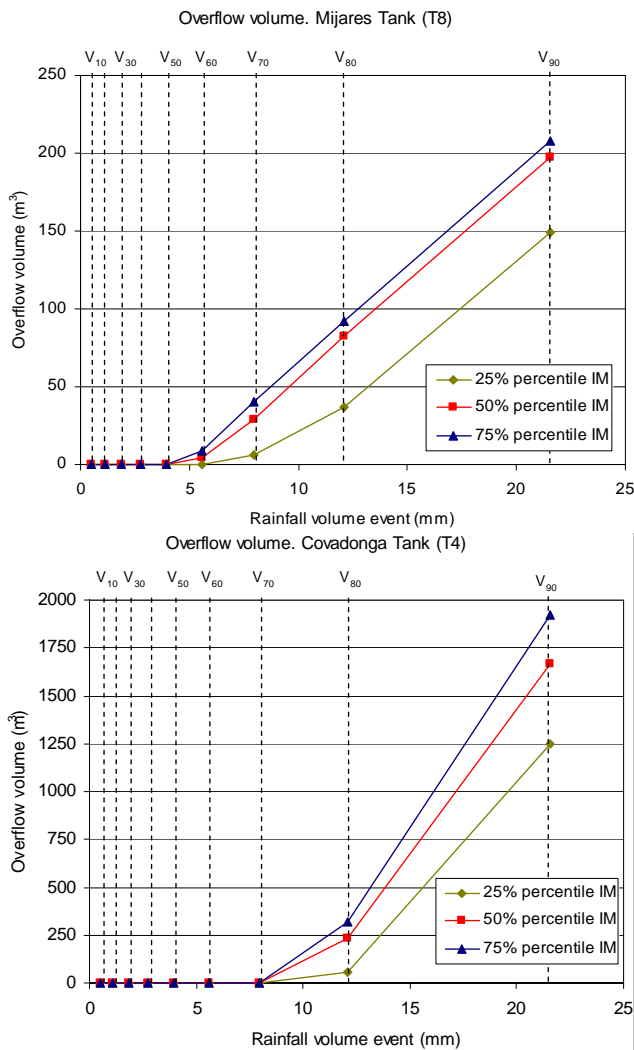 Overflow volume. Mijares Tank (T8)
V10 V30 V50 V60 V70 V80 V90
250
200
150
100
50
0
Overflow volume (m3)
25% percentile IM
50% percentile IM
75% percentile IM
0 5 10 15 20 25
Rainfall volume event (mm)
Overflow volume. Covadonga Tank (T4)
V10 V30 V50 V60 V70 V80 V90
2000
1750
1500
1250
1000
750
500
250
0
Overflow volume (m3)
25% percentile IM
50% percentile IM
75% percentile IM
0 5 10 15 20 25
Rainfall volume event (mm)